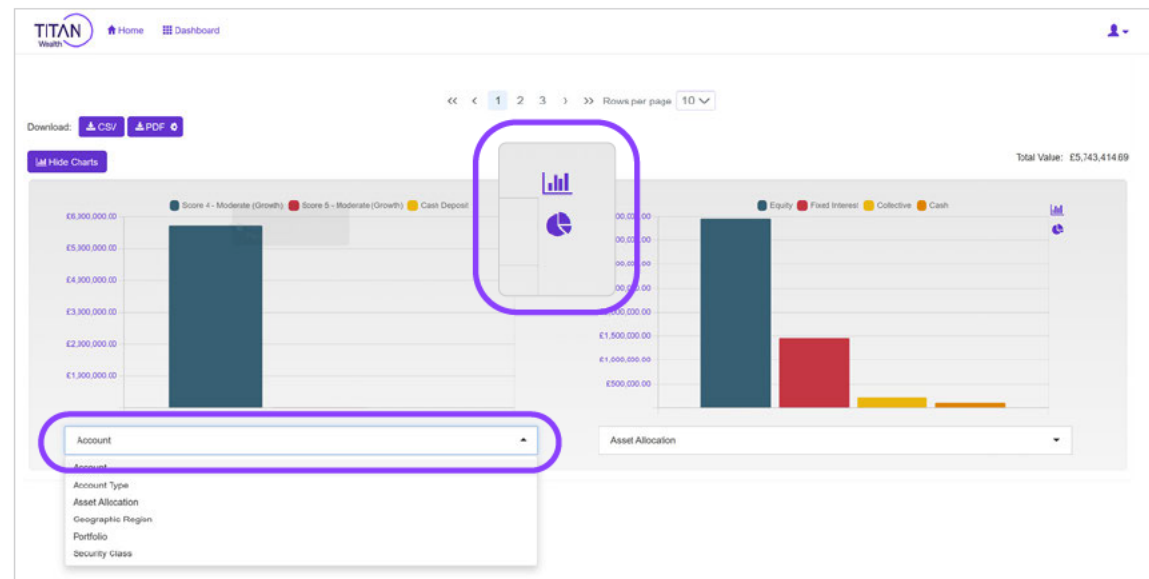 TITAN
Wealth
Home
Dashboard
<< < 1 2 3 > >> Rows per page 10
Download: CSV PDF
Hide Charts
Total Value: £5,743,414.69
Score 4 - Moderate (Growth) Score 5 - Moderate (Growth) Cash Deposit
£6,000,000.00
£5,000,000.00
£4,000,000.00
£3,000,000.00
£2,000,000.00
£1,000,000.00
Equity Fixed Interest Collective Cash
£1,500,000.00
£1,000,000.00
£500,000.00
Account
Asset Allocation
Account
Account Type
Asset Allocation
Geographic Region
Portfolio
Security Class